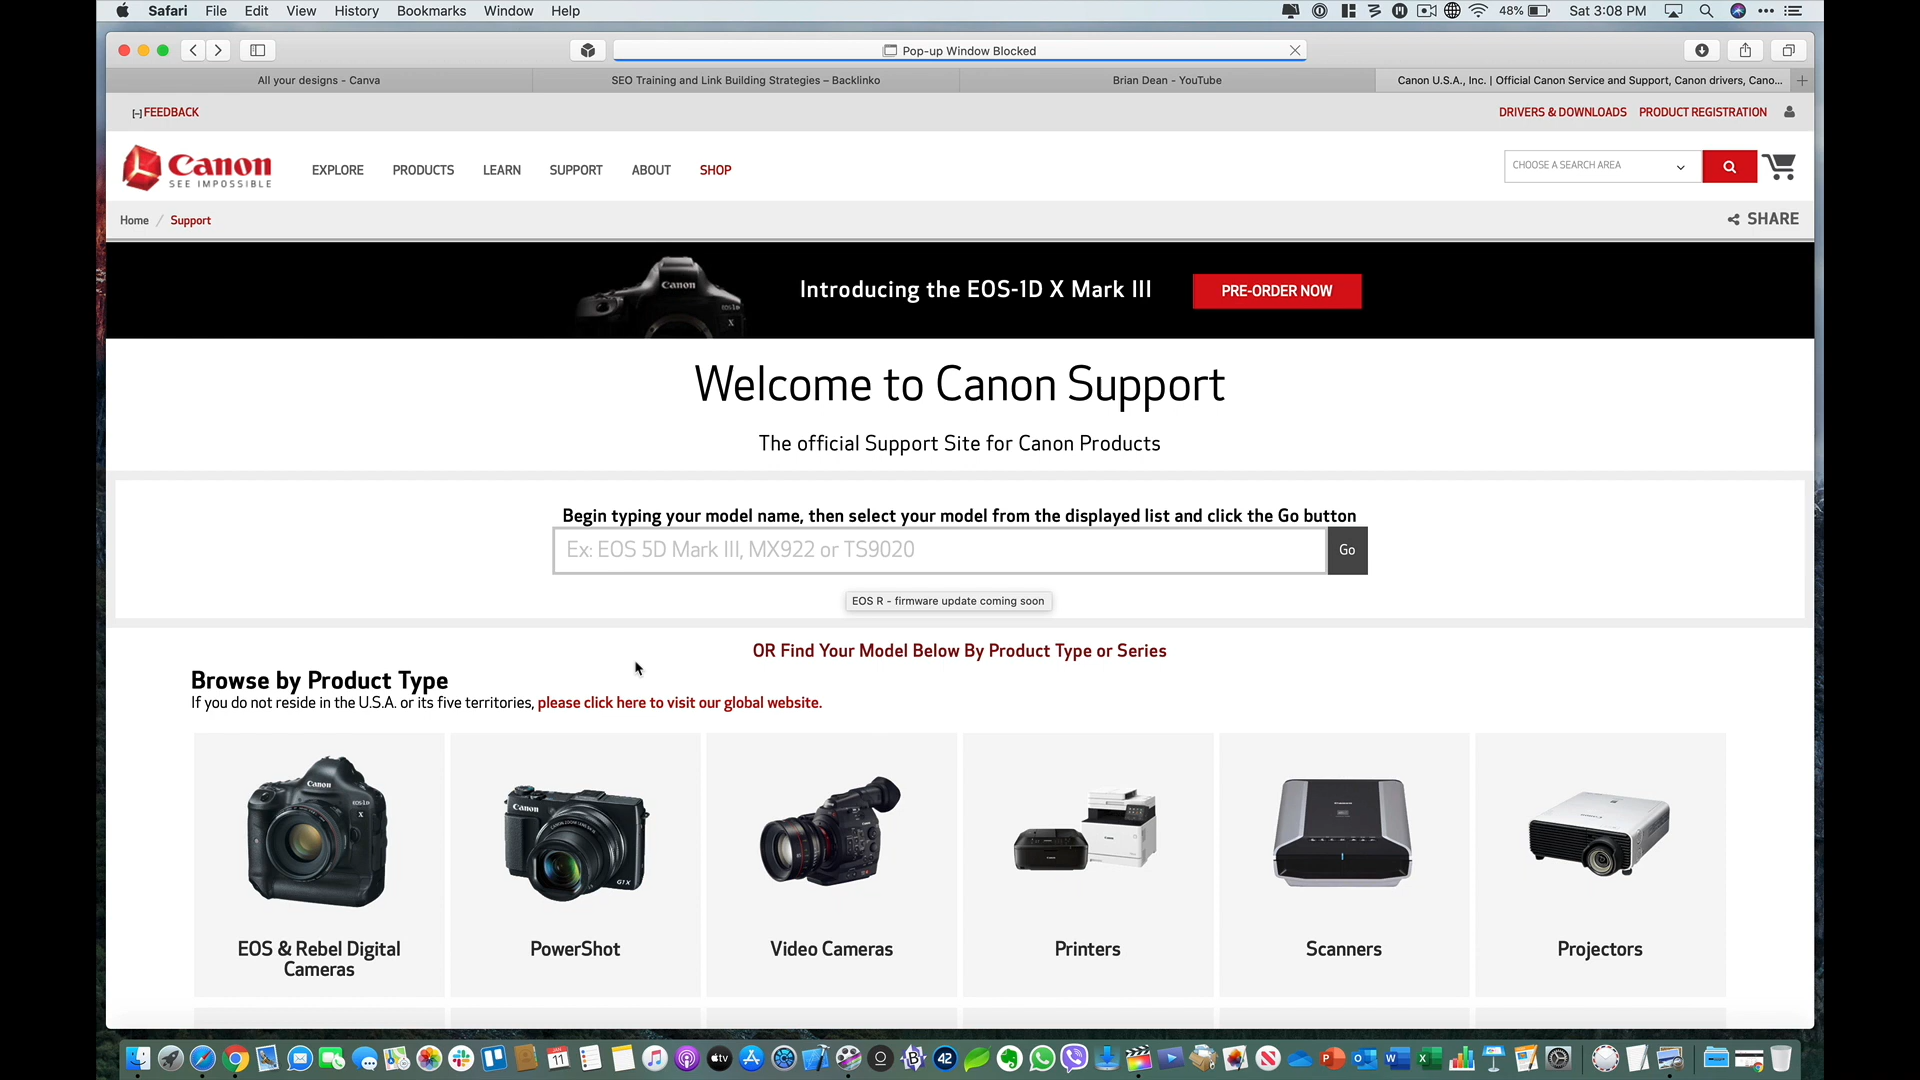 Safari File Edit View History Bookmarks Window Help
48% Sat 3:08 PM
Pop-up Window Blocked
All your designs - Canva
SEO Training and Link Building Strategies – Backlinko
Brian Dean - YouTube
Canon U.S.A., Inc. | Official Canon Service and Support, Canon drivers, Cano...
[-] FEEDBACK
DRIVERS & DOWNLOADS PRODUCT REGISTRATION
Canon
SEE IMPOSSIBLE
EXPLORE PRODUCTS LEARN SUPPORT ABOUT SHOP
CHOOSE A SEARCH AREA
Home / Support
SHARE
Canon
X
Introducing the EOS-1D X Mark III
PRE-ORDER NOW
Welcome to Canon Support
The official Support Site for Canon Products
Begin typing your model name, then select your model from the displayed list and click the Go button
Ex: EOS 5D Mark III, MX922 or TS9020
Go
EOS R - firmware update coming soon
OR Find Your Model Below By Product Type or Series
Browse by Product Type
If you do not reside in the U.S.A. or its five territories, please click here to visit our global website.
Canon
X
Canon
G1 X
EOS & Rebel Digital
Cameras
PowerShot
Video Cameras
Printers
Scanners
Projectors
11
tv
42